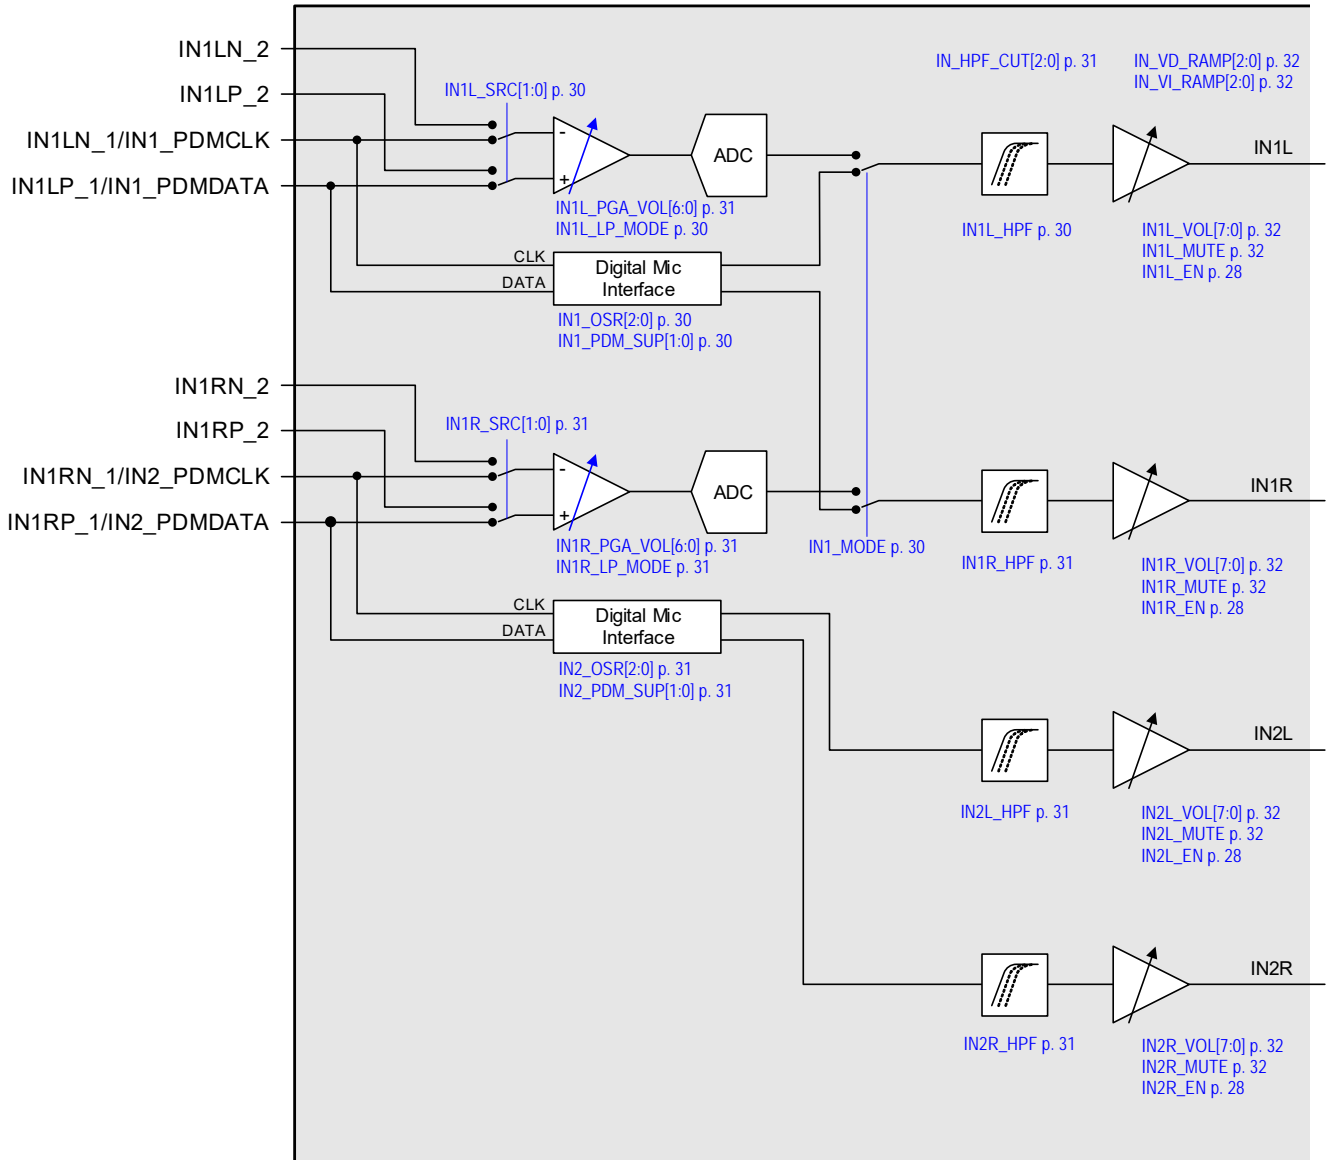 IN1LN_2
IN_HPF_CUT[2:0] p. 31
IN_VD_RAMP[2:0] p. 32
IN_VI_RAMP[2:0] p. 32
IN1LP_2
IN1L_SRC[1:0] p. 30
IN1LN_1/IN1_PDMCLK
-
ADC
IN1L
IN1LP_1/IN1_PDMDATA
+
IN1L_PGA_VOL[6:0] p. 31
IN1L_LP_MODE p. 30
IN1L_HPF p. 30
IN1L_VOL[7:0] p. 32
IN1L_MUTE p. 32
IN1L_EN p. 28
CLK
DATA
Digital Mic
Interface
IN1_OSR[2:0] p. 30
IN1_PDM_SUP[1:0] p. 30
IN1RN_2
IN1RP_2
IN1R_SRC[1:0] p. 31
IN1RN_1/IN2_PDMCLK
-
ADC
IN1R
IN1RP_1/IN2_PDMDATA
+
IN1R_PGA_VOL[6:0] p. 31
IN1R_LP_MODE p. 31
IN1_MODE p. 30
IN1R_HPF p. 31
IN1R_VOL[7:0] p. 32
IN1R_MUTE p. 32
IN1R_EN p. 28
CLK
DATA
Digital Mic
Interface
IN2_OSR[2:0] p. 31
IN2_PDM_SUP[1:0] p. 31
IN2L
IN2L_HPF p. 31
IN2L_VOL[7:0] p. 32
IN2L_MUTE p. 32
IN2L_EN p. 28
IN2R
IN2R_HPF p. 31
IN2R_VOL[7:0] p. 32
IN2R_MUTE p. 32
IN2R_EN p. 28